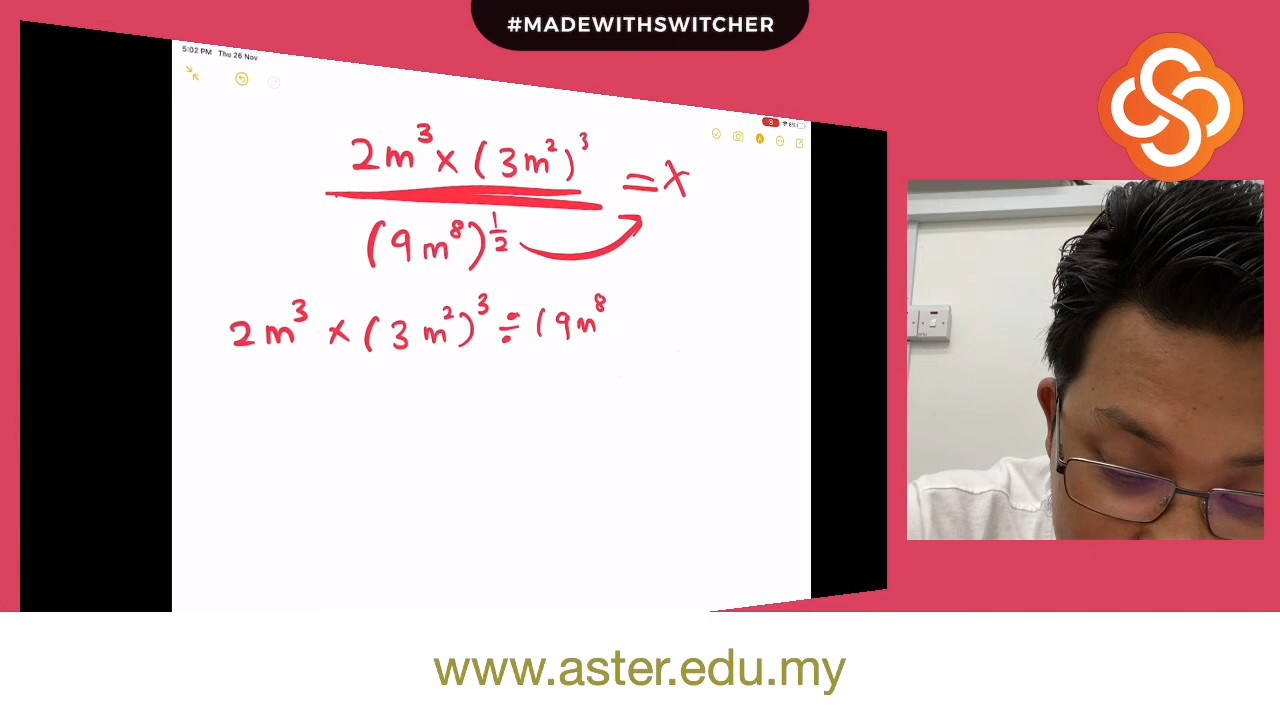 #MADEWITHSWITCHER
5:02 PM Thu 26 Nov
8%
2m³ × (3m²)³
= x
(9m⁸)^½
2m³ × (3m²)³ ÷ (9m⁸
www.aster.edu.my